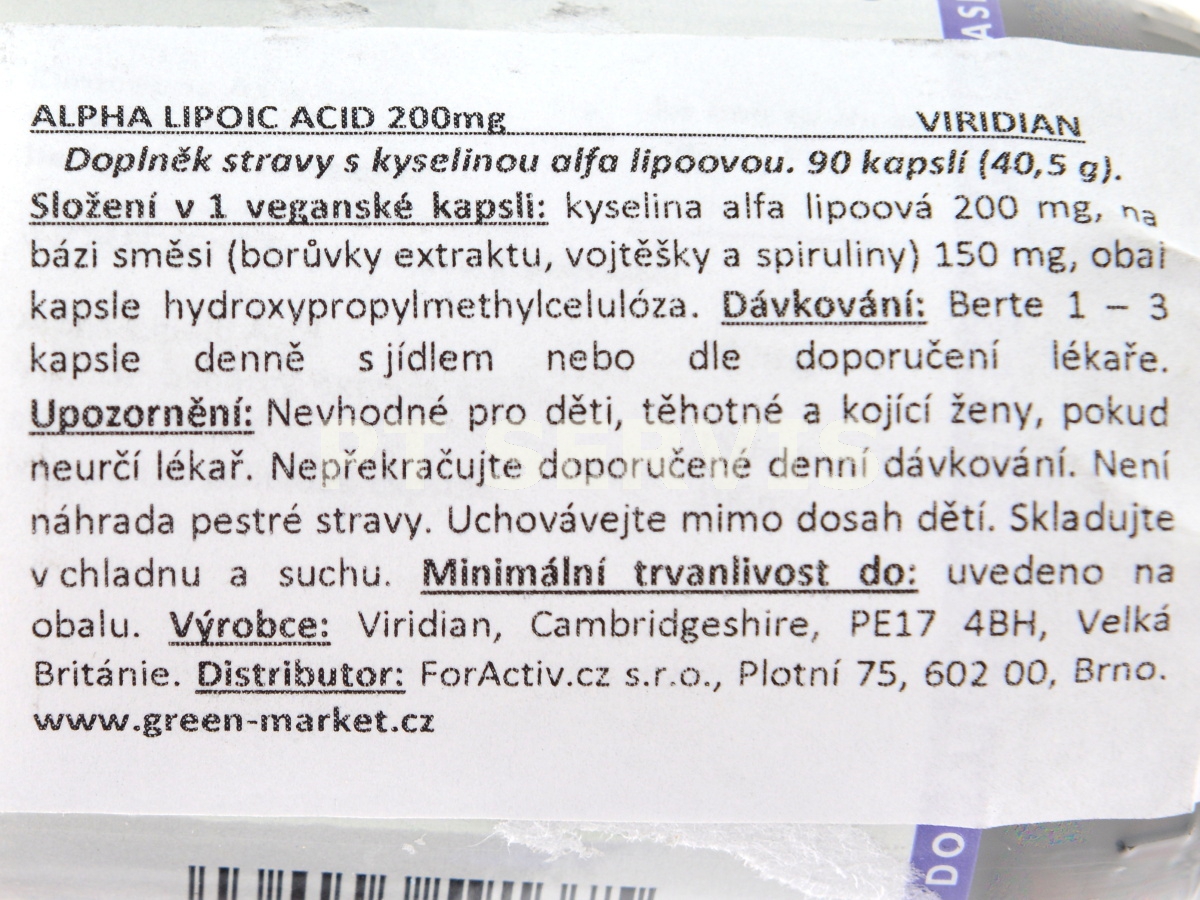 ALPHA LIPOIC ACID 200mg VIRIDIAN
Doplněk stravy s kyselinou alfa lipoovou. 90 kapslí (40,5 g).
Složení v 1 veganské kapsli: kyselina alfa lipoová 200 mg, na
bázi směsi (borůvky extraktu, vojtěšky a spiruliny) 150 mg, obal
kapsle hydroxypropylmethylcelulóza. Dávkování: Berte 1 – 3
kapsle denně s jídlem nebo dle doporučení lékaře.
Upozornění: Nevhodné pro děti, těhotné a kojící ženy, pokud
neurčí lékař. Nepřekračujte doporučené denní dávkování. Není
náhrada pestré stravy. Uchovávejte mimo dosah dětí. Skladujte
v chladnu a suchu. Minimální trvanlivost do: uvedeno na
obalu. Výrobce: Viridian, Cambridgeshire, PE17 4BH, Velká
Británie. Distributor: ForActiv.cz s.r.o., Plotní 75, 602 00, Brno.
www.green-market.cz
DO